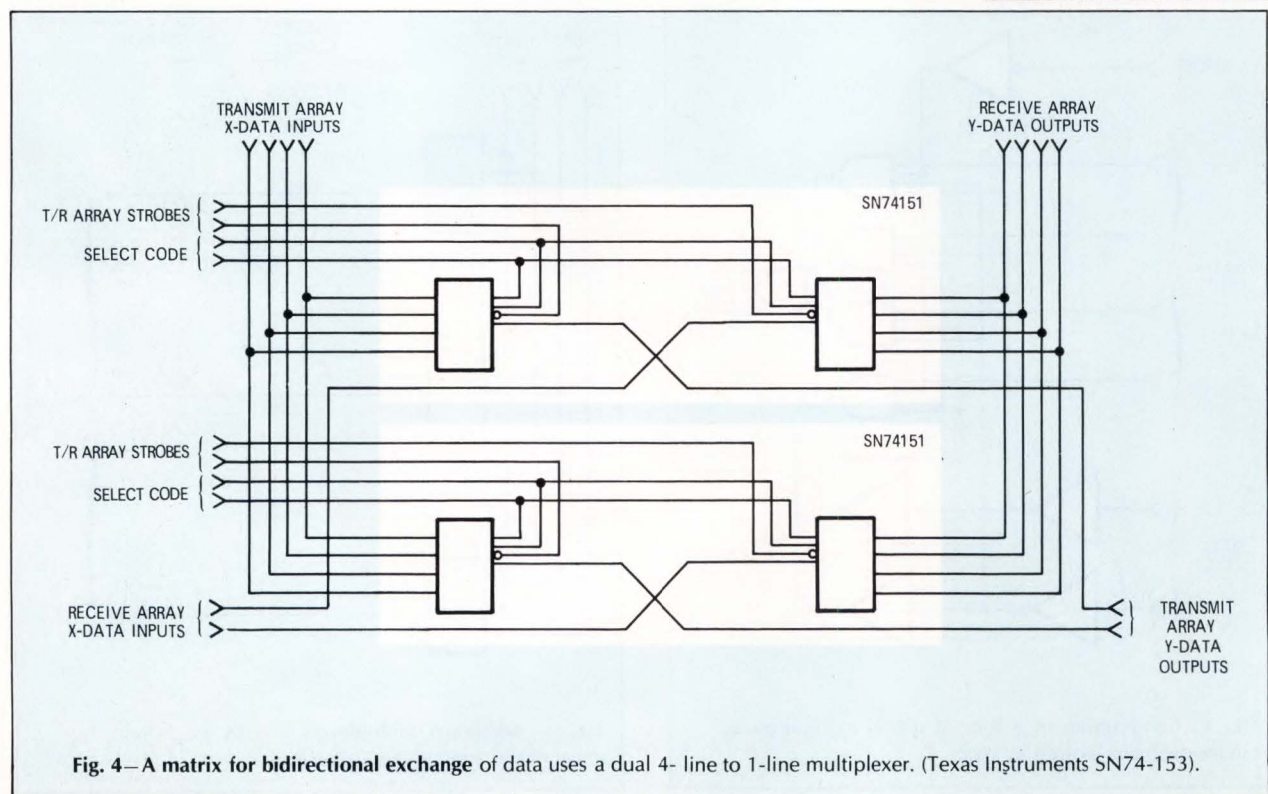 TRANSMIT ARRAY
X-DATA INPUTS
RECEIVE ARRAY
Y-DATA OUTPUTS
T/R ARRAY STROBES
SELECT CODE
SN74151
T/R ARRAY STROBES
SELECT CODE
SN74151
RECEIVE ARRAY
X-DATA INPUTS
TRANSMIT
ARRAY
Y-DATA
OUTPUTS
Fig. 4—A matrix for bidirectional exchange of data uses a dual 4- line to 1-line multiplexer. (Texas Instruments SN74-153).